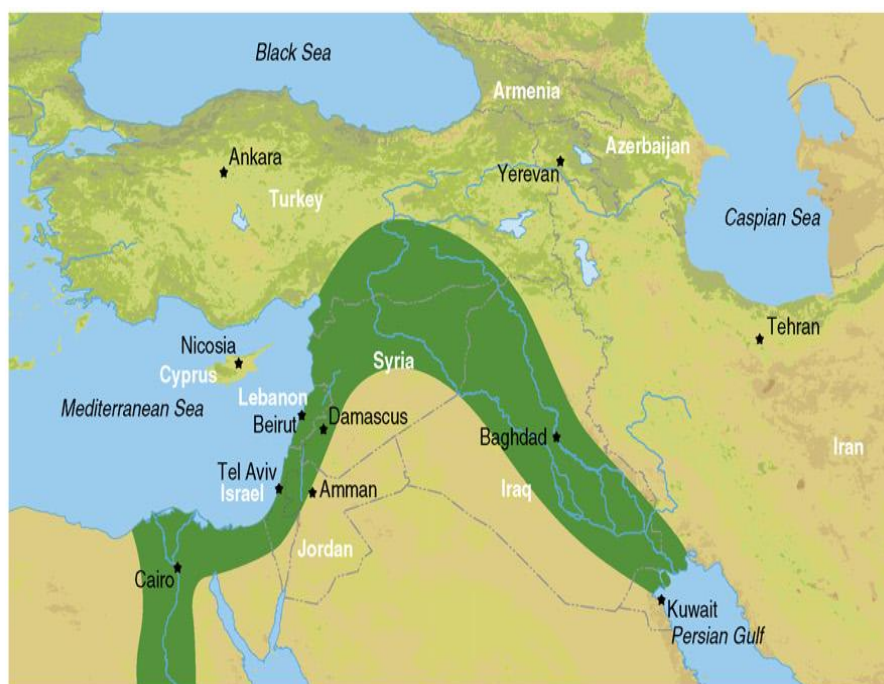 Black Sea
Armenia
Azerbaijan
Ankara
Yerevan
Turkey
Caspian Sea
Tehran
Nicosia
Syria
Cyprus
Lebanon
Mediterranean Sea
Beirut
Damascus
Baghdad
Iran
Tel Aviv
Israel
Amman
Iraq
Jordan
Cairo
Kuwait
Persian Gulf